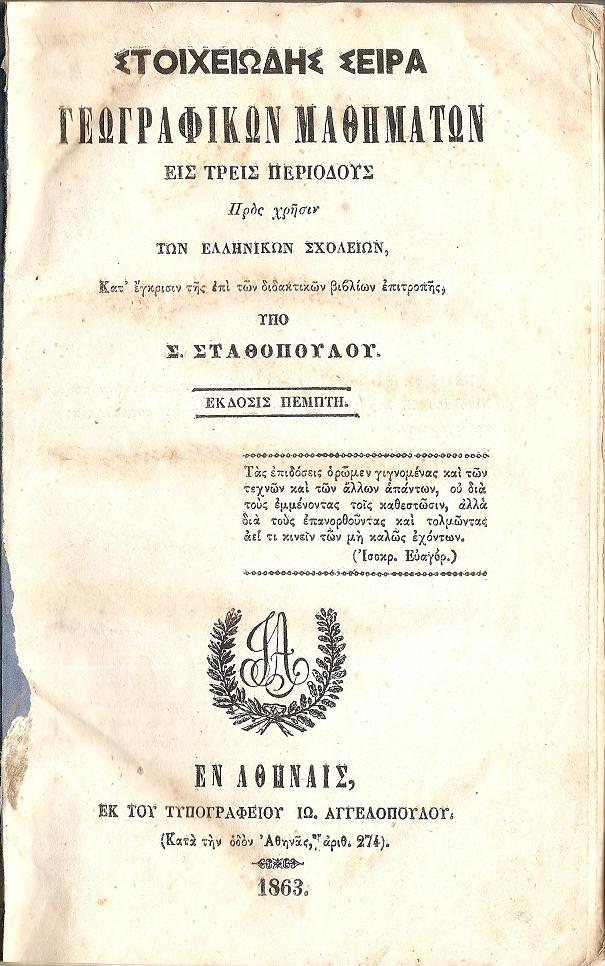 ΣΤΟΙΧΕΙΩΔΗΣ ΣΕΙΡΑ
ΓΕΩΓΡΑΦΙΚΩΝ ΜΑΘΗΜΑΤΩΝ
ΕΙΣ ΤΡΕΙΣ ΠΕΡΙΟΔΟΥΣ
Πρὸς χρῆσιν
ΤΩΝ ΕΛΛΗΝΙΚΩΝ ΣΧΟΛΕΙΩΝ,
Κατ' ἔγκρισιν τῆς ἐπὶ τῶν διδακτικῶν βιβλίων ἐπιτροπῆς,
ΥΠΟ
Σ. ΣΤΑΘΟΠΟΥΛΟΥ.
ΕΚΔΟΣΙΣ ΠΕΜΠΤΗ.
Τὰς ἐπιδόσεις ὁρῶμεν γιγνομένας καὶ τῶν
τεχνῶν καὶ τῶν ἄλλων ἁπάντων, οὐ διὰ
τοὺς ἐμμένοντας τοῖς καθεστῶσιν, ἀλλὰ
διὰ τοὺς ἐπανορθοῦντας καὶ τολμῶντας
ἀεί τι κινεῖν τῶν μὴ καλῶς ἐχόντων.
(Ἰσοκρ. Εὐαγόρ.)
ΙΑ
ΕΝ ΑΘΗΝΑΙΣ,
ΕΚ ΤΟΥ ΤΥΠΟΓΡΑΦΕΙΟΥ ΙΩ. ΑΓΓΕΛΟΠΟΥΛΟΥ.
(Κατὰ τὴν ὁδὸν Ἀθηνᾶς, ἀριθ. 274).
1863.